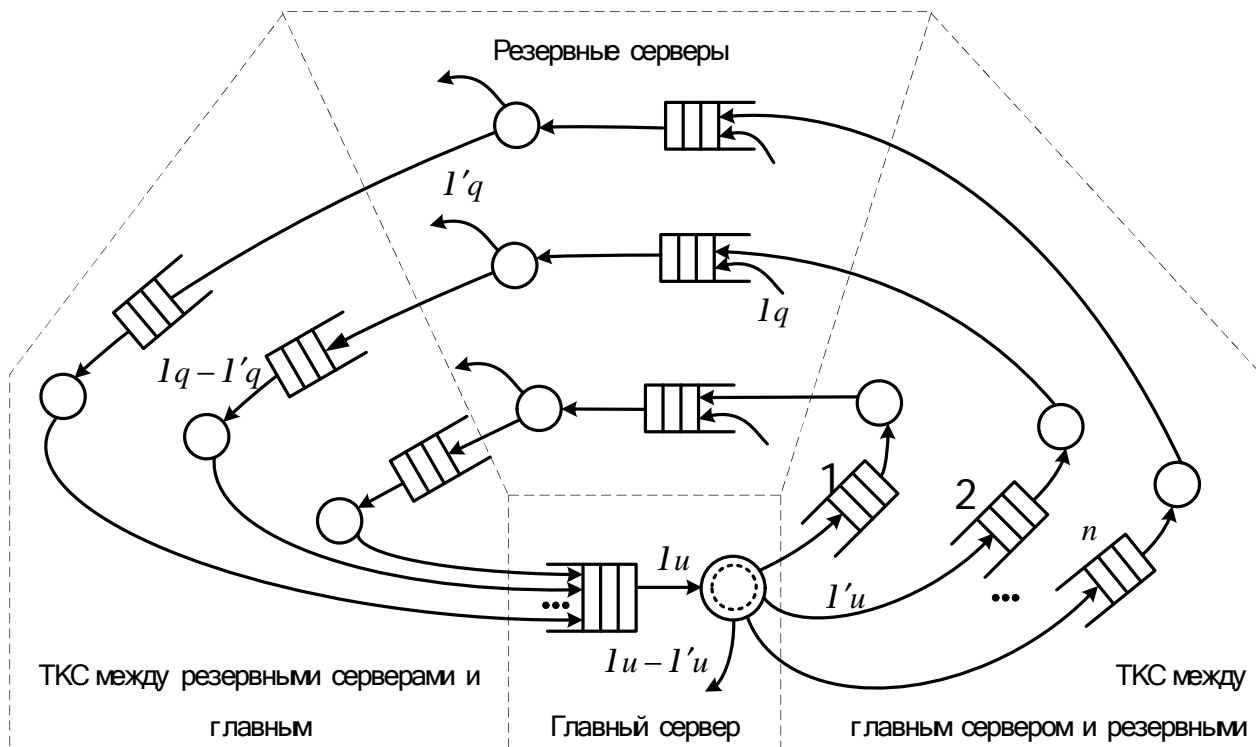 Резервные серверы
1'q
1q
1q – 1'q
1
2
n
1u
1'u
...
...
1u – 1'u
ТКС между резервными серверами и
главным
Главный сервер
ТКС между
главным сервером и резервными